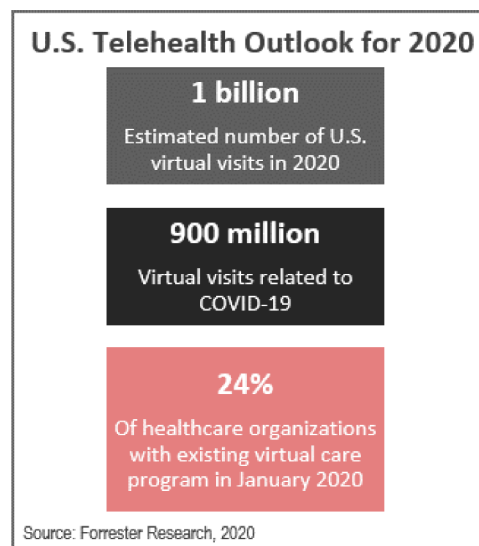 U.S. Telehealth Outlook for 2020
1 billion
Estimated number of U.S.
virtual visits in 2020
900 million
Virtual visits related to
COVID-19
24%
Of healthcare organizations
with existing virtual care
program in January 2020
Source: Forrester Research, 2020